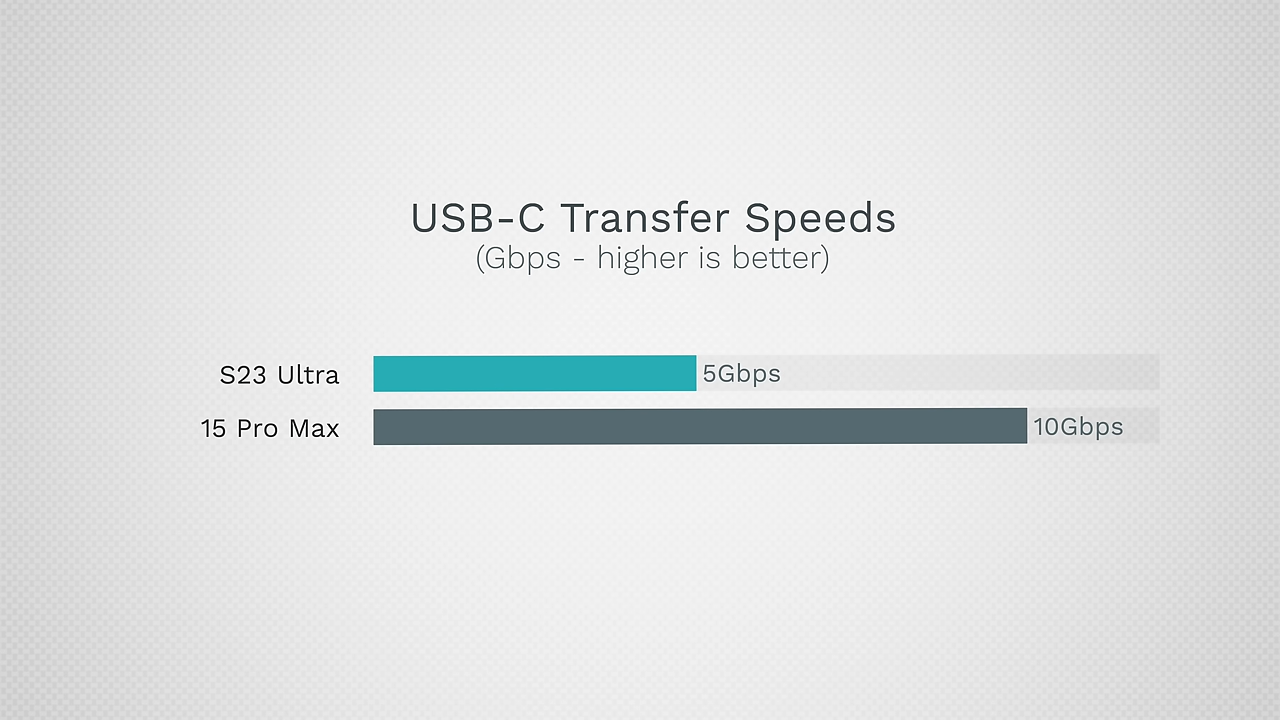 USB-C Transfer Speeds
(Gbps - higher is better)
S23 Ultra 5Gbps
15 Pro Max 10Gbps